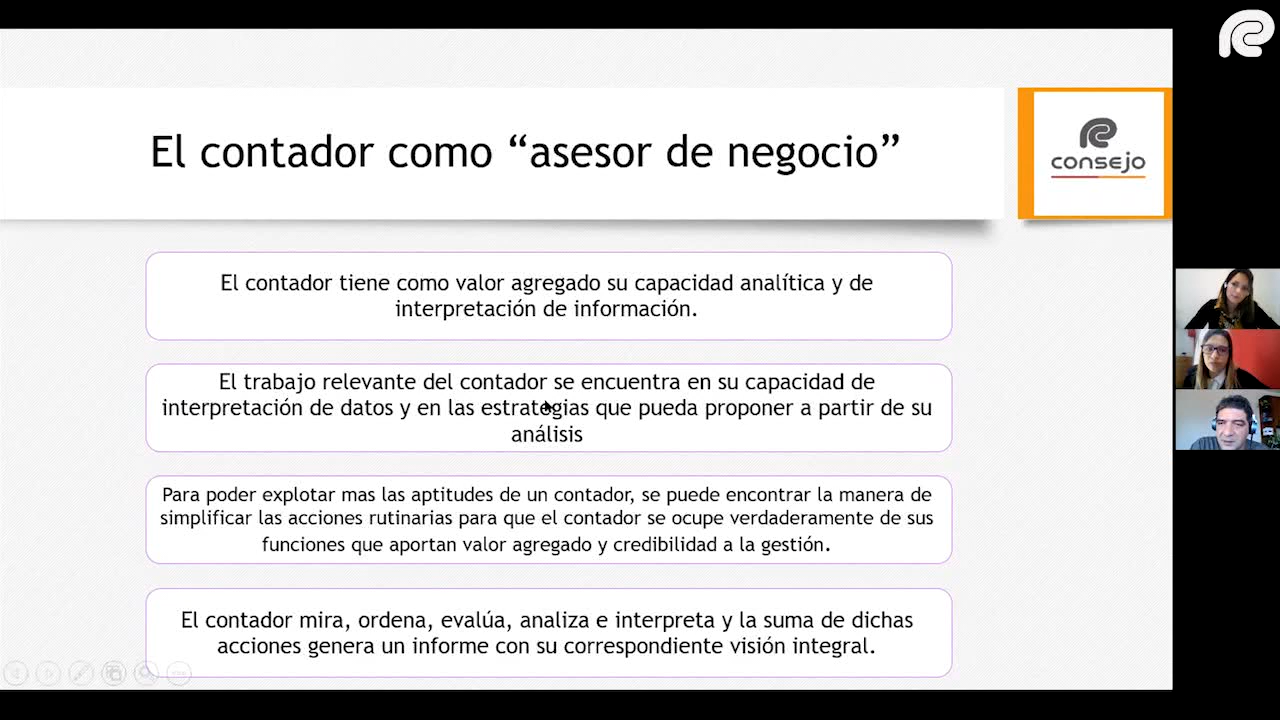 El contador como “asesor de negocio”
consejo
El contador tiene como valor agregado su capacidad analítica y de
interpretación de información.
El trabajo relevante del contador se encuentra en su capacidad de
interpretación de datos y en las estrategias que pueda proponer a partir de su
análisis
Para poder explotar mas las aptitudes de un contador, se puede encontrar la manera de
simplificar las acciones rutinarias para que el contador se ocupe verdaderamente de sus
funciones que aportan valor agregado y credibilidad a la gestión.
El contador mira, ordena, evalúa, analiza e interpreta y la suma de dichas
acciones genera un informe con su correspondiente visión integral.